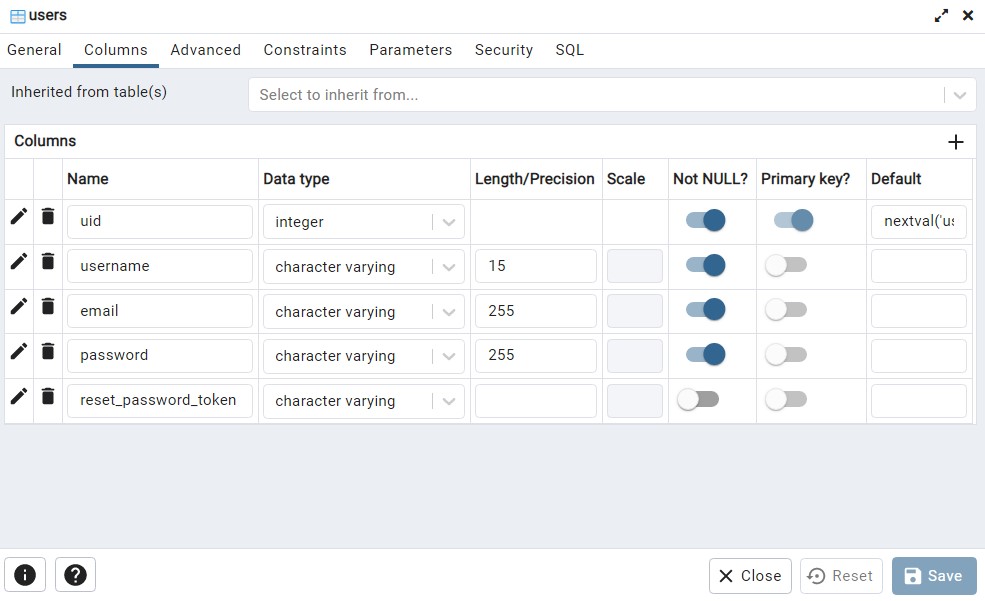 users
General Columns Advanced Constraints Parameters Security SQL
Inherited from table(s) Select to inherit from...
Columns
Name Data type Length/Precision Scale Not NULL? Primary key? Default
uid integer nextval('us
username character varying 15
email character varying 255
password character varying 255
reset_password_token character varying
Close Reset Save